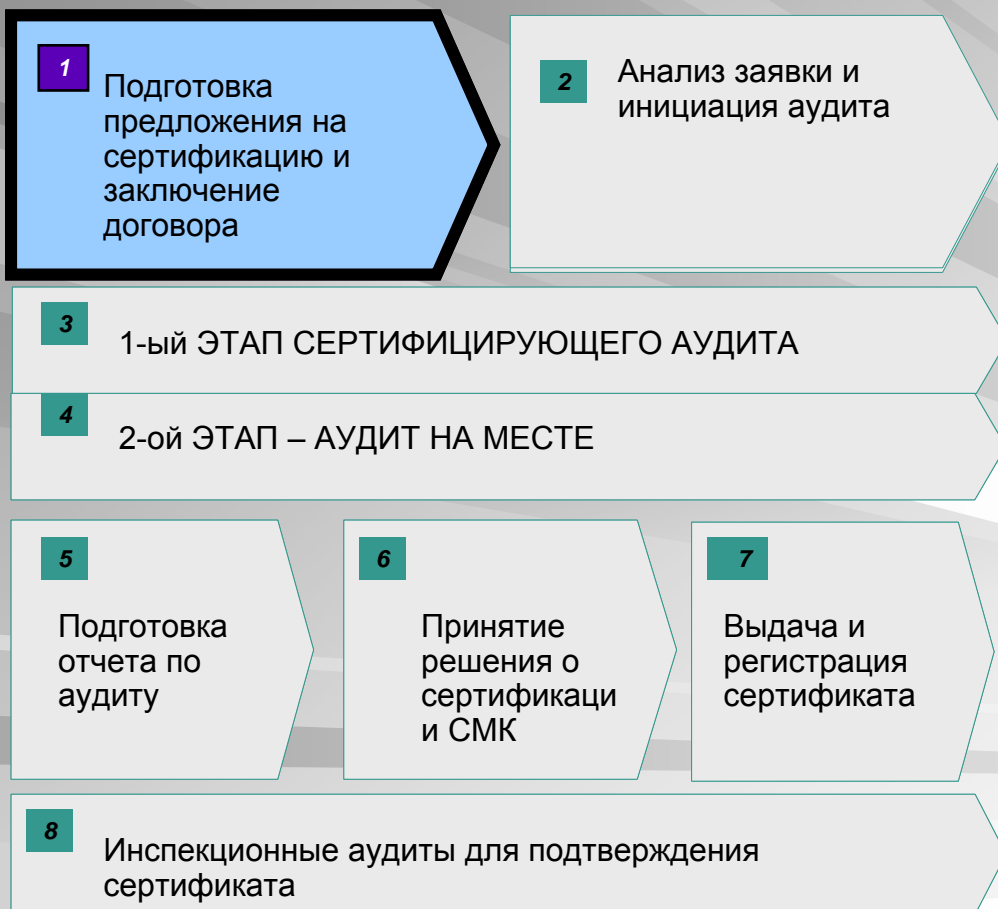 1
Подготовка
предложения на
сертификацию и
заключение
договора
2
Анализ заявки и
инициация аудита
3
1-ый ЭТАП СЕРТИФИЦИРУЮЩЕГО АУДИТА
4
2-ой ЭТАП – АУДИТ НА МЕСТЕ
5
Подготовка
отчета по
аудиту
6
Принятие
решения о
сертификаци
и СМК
7
Выдача и
регистрация
сертификата
8
Инспекционные аудиты для подтверждения
сертификата